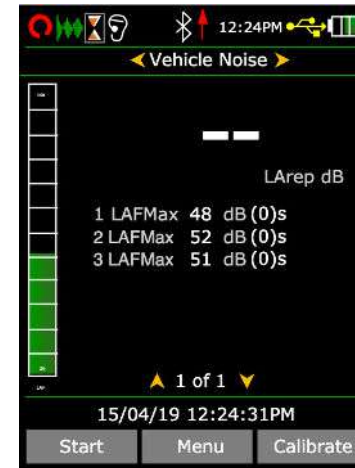 12:24PM
Vehicle Noise
--
LArep dB
1 LAFMax 48 dB (0)s
2 LAFMax 52 dB (0)s
3 LAFMax 51 dB (0)s
1 of 1
15/04/19 12:24:31PM
Start Menu Calibrate